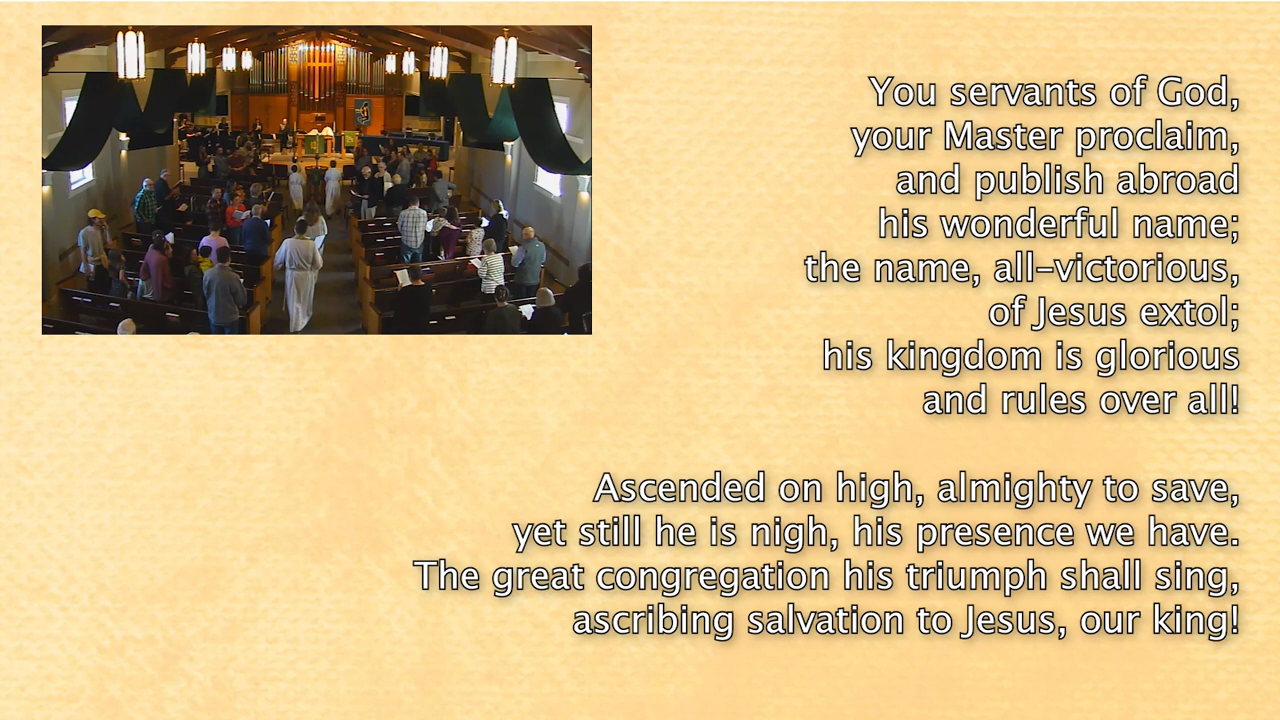 You servants of God,
your Master proclaim,
and publish abroad
his wonderful name;
the name, all-victorious,
of Jesus extol;
his kingdom is glorious
and rules over all!
Ascended on high, almighty to save,
yet still he is nigh, his presence we have.
The great congregation his triumph shall sing,
ascribing salvation to Jesus, our king!